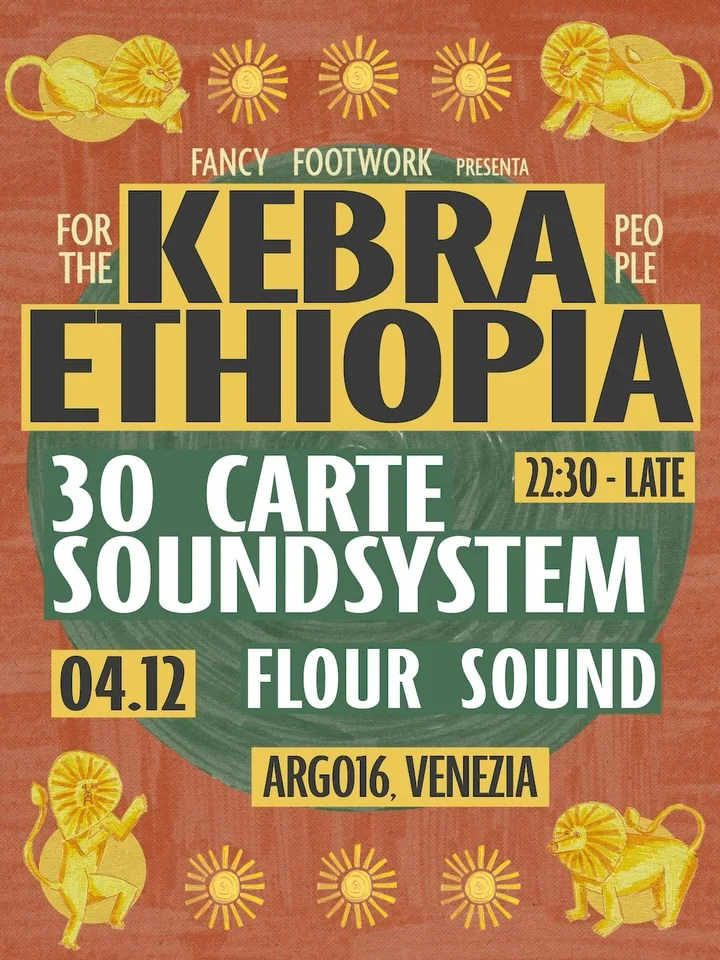 FANCY FOOTWORK PRESENTA
FOR THE
KEBRA
PEO
PLE
ETHIOPIA
30 CARTE
22:30 - LATE
SOUNDSYSTEM
04.12
FLOUR SOUND
ARGO16, VENEZIA